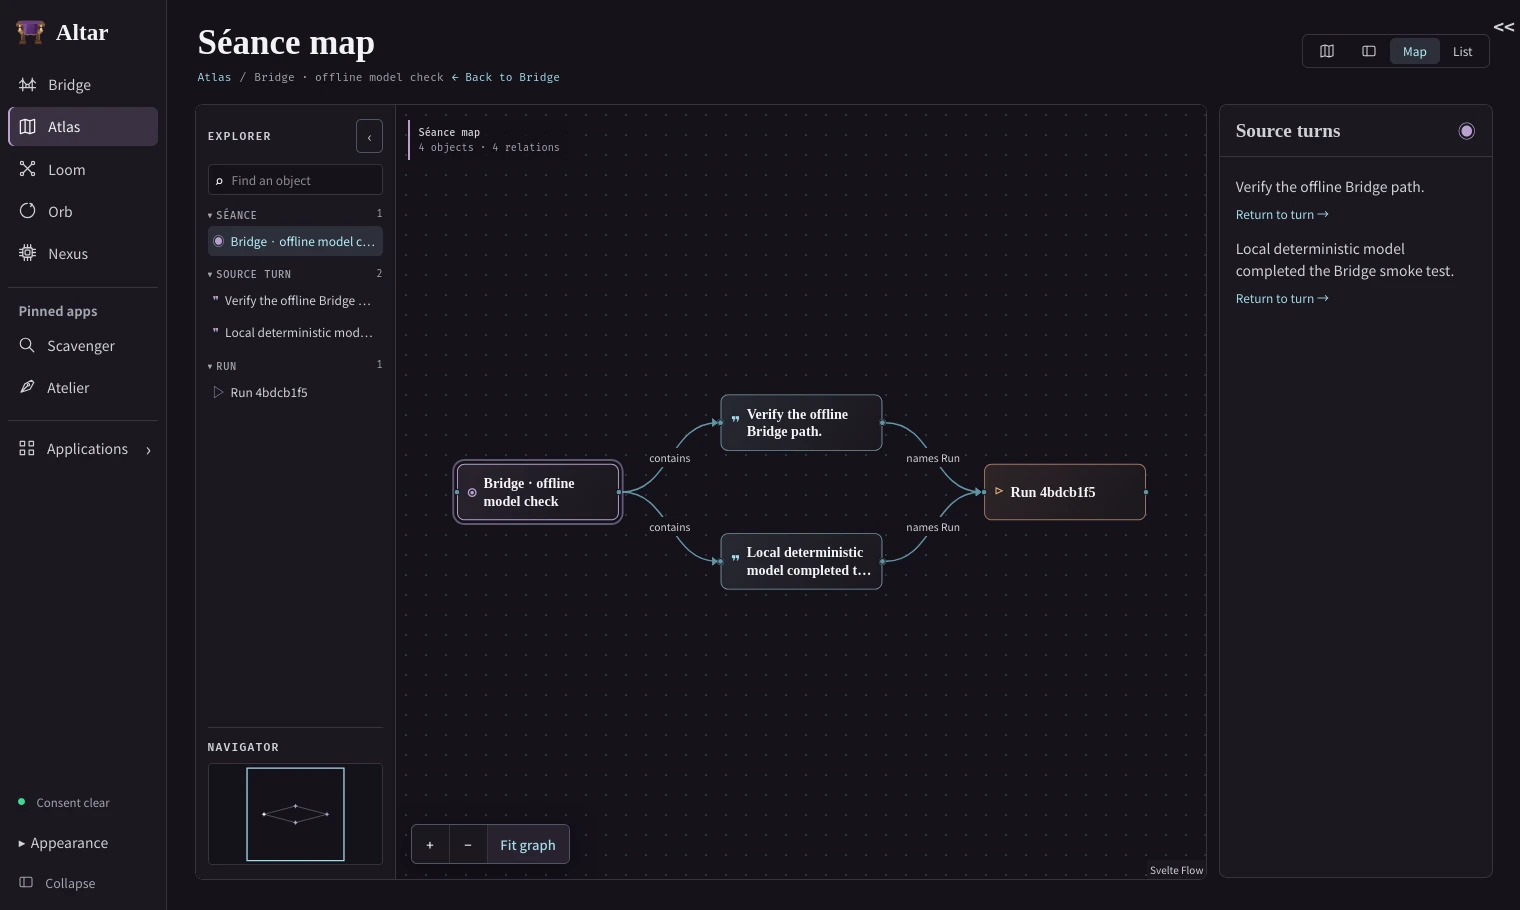 Altar
Bridge
Atlas
Loom
Orb
Nexus
Pinned apps
Scavenger
Atelier
Applications ›
Consent clear
▸ Appearance
Collapse
Séance map
Atlas / Bridge · offline model check ← Back to Bridge
Map
List
<<
EXPLORER
‹
Find an object
▾ SÉANCE 1
Bridge · offline model c…
▾ SOURCE TURN 2
" Verify the offline Bridge …
" Local deterministic mod…
▾ RUN 1
Run 4bdcb1f5
NAVIGATOR
Séance map
4 objects · 4 relations
Bridge · offline
model check
contains
contains
" Verify the offline
Bridge path.
" Local deterministic
model completed t…
names Run
names Run
Run 4bdcb1f5
+ − Fit graph
Svelte Flow
Source turns
Verify the offline Bridge path.
Return to turn →
Local deterministic model
completed the Bridge smoke test.
Return to turn →